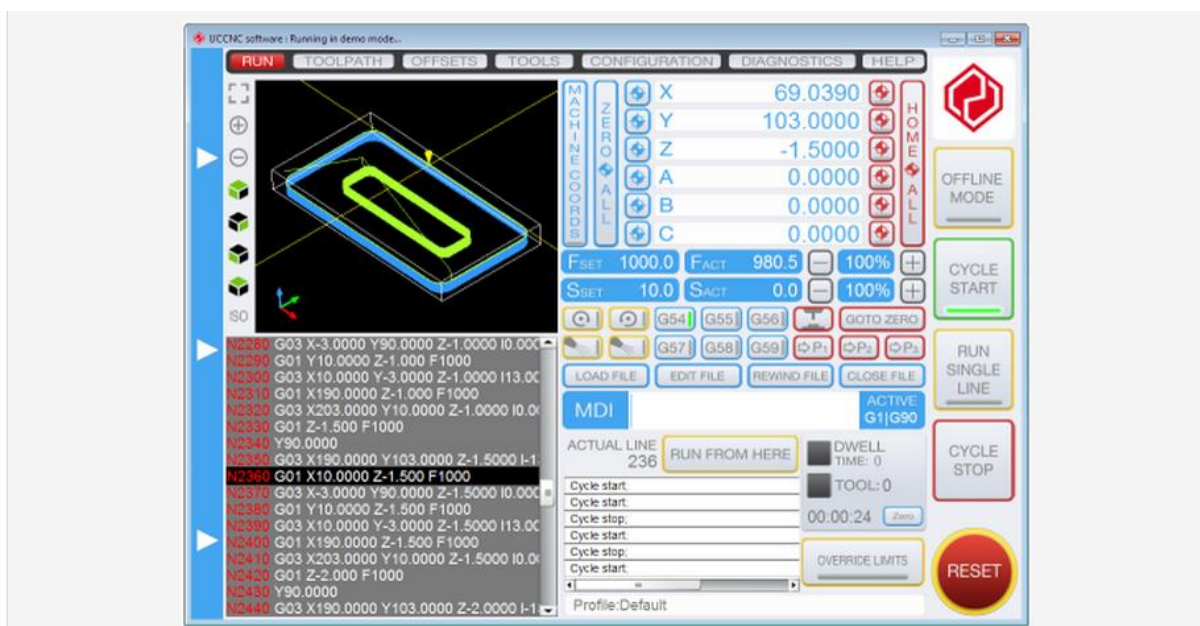 UCCNC software : Running in demo mode...
RUN TOOLPATH OFFSETS TOOLS CONFIGURATION DIAGNOSTICS HELP
MACHINE COORDS
ZERO ALL
X 69.0390
Y 103.0000
Z -1.5000
A 0.0000
B 0.0000
C 0.0000
HOME ALL
FSET 1000.0 FACT 980.5 100%
SSET 10.0 SACT 0.0 100%
G54 G55 G56 GOTO ZERO
G57 G58 G59 P1 P2 P3
LOAD FILE EDIT FILE REWIND FILE CLOSE FILE
MDI
ACTIVE
G1|G90
ISO
N2280 G03 X-3.0000 Y90.0000 Z-1.0000 I0.000
N2290 G01 Y10.0000 Z-1.000 F1000
N2300 G03 X10.0000 Y-3.0000 Z-1.0000 I13.00
N2310 G01 X190.0000 Z-1.000 F1000
N2320 G03 X203.0000 Y10.0000 Z-1.0000 I0.0
N2330 G01 Z-1.500 F1000
N2340 Y90.0000
N2350 G03 X190.0000 Y103.0000 Z-1.5000 I-1
N2360 G01 X10.0000 Z-1.500 F1000
N2370 G03 X-3.0000 Y90.0000 Z-1.5000 I0.000
N2380 G01 Y10.0000 Z-1.500 F1000
N2390 G03 X10.0000 Y-3.0000 Z-1.5000 I13.00
N2400 G01 X190.0000 Z-1.500 F1000
N2410 G03 X203.0000 Y10.0000 Z-1.5000 I0.0
N2420 G01 Z-2.000 F1000
N2430 Y90.0000
N2440 G03 X190.0000 Y103.0000 Z-2.0000 I-1
ACTUAL LINE
236
RUN FROM HERE
DWELL
TIME: 0
TOOL: 0
00:00:24 Zero
Cycle start;
Cycle start;
Cycle stop;
Cycle start;
Cycle stop;
Cycle start;
OVERRIDE LIMITS
Profile:Default
OFFLINE
MODE
CYCLE
START
RUN
SINGLE
LINE
CYCLE
STOP
RESET